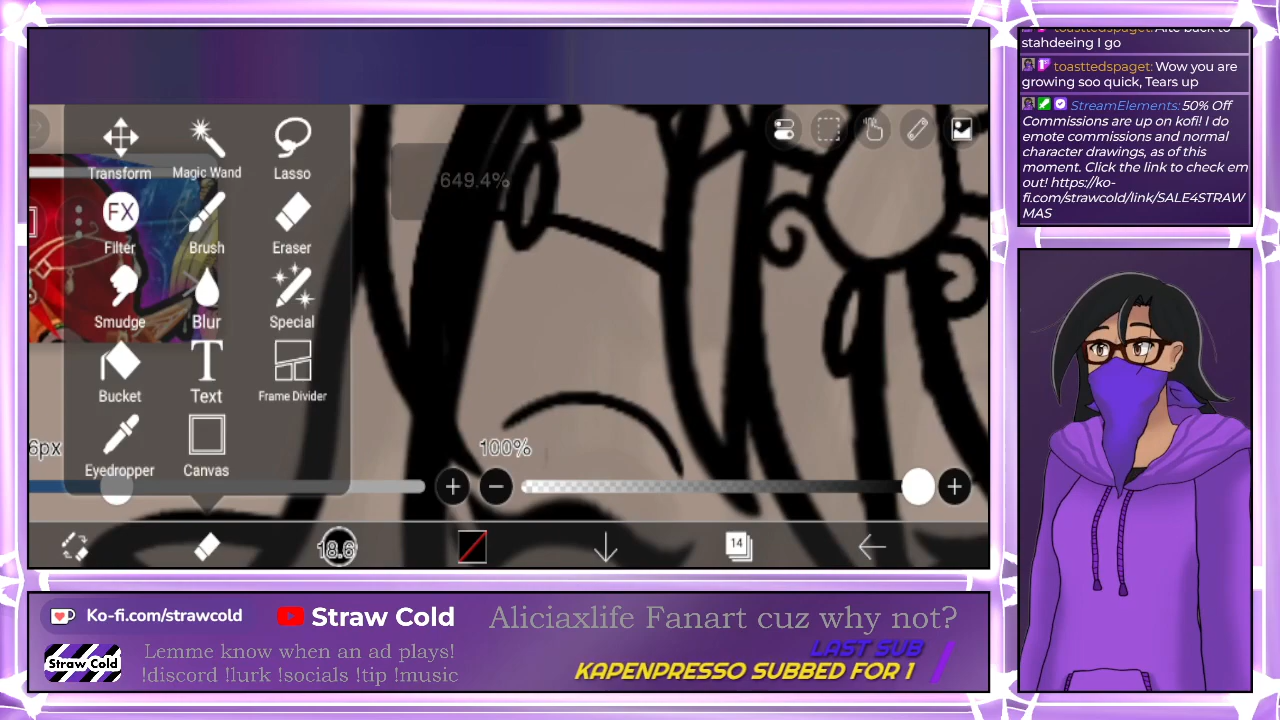 toasttedspaget: Alte back to
stahdeeing I go
toasttedspaget: Wow you are
growing soo quick, Tears up
StreamElements: 50% Off
Commissions are up on kofi! I do
emote commissions and normal
character drawings, as of this
moment. Click the link to check em
out! https://ko-
fi.com/strawcold/link/SALE4STRAW
MAS
Transform
Magic Wand
Lasso
649.4%
FX
Filter
Brush
Eraser
Smudge
Blur
Special
Bucket
Text
Frame Divider
Eyedropper
Canvas
6px
100%
18.6
14
Ko-fi.com/strawcold
Straw Cold
Aliciaxlife Fanart cuz why not?
Straw Cold
Lemme know when an ad plays!
!discord !lurk !socials !tip !music
LAST SUB
KAPENPRESSO SUBBED FOR 1